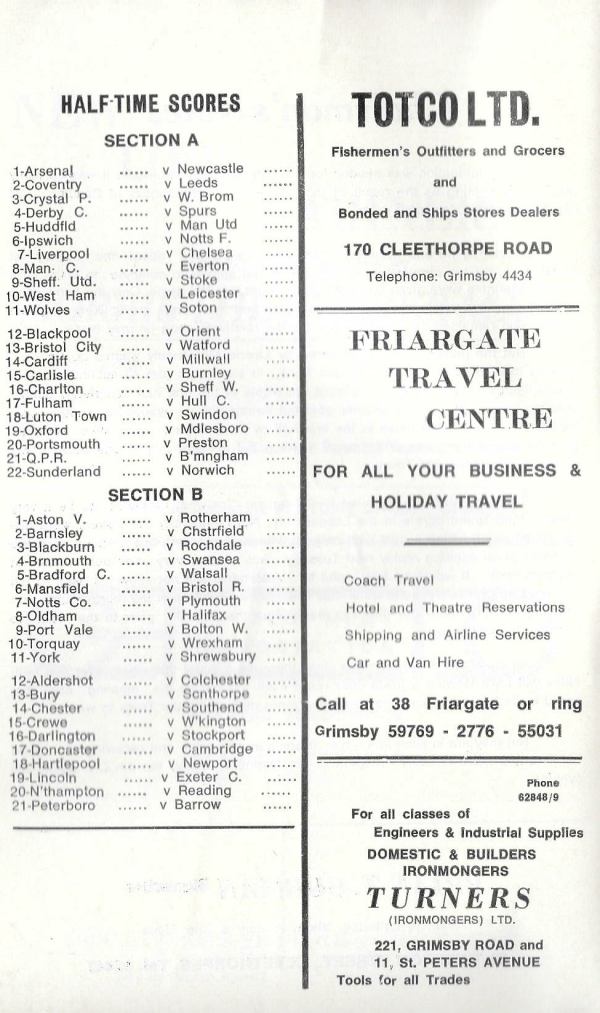 HALF-TIME SCORES
SECTION A
1-Arsenal ...... v Newcastle ......
2-Coventry ...... v Leeds ......
3-Crystal P. ...... v W. Brom ......
4-Derby C. ...... v Spurs ......
5-Huddfld ...... v Man Utd ......
6-Ipswich ...... v Notts F. ......
7-Liverpool ...... v Chelsea ......
8-Man. C. ...... v Everton ......
9-Sheff. Utd. ...... v Stoke ......
10-West Ham ...... v Leicester ......
11-Wolves ...... v Soton ......
12-Blackpool ...... v Orient ......
13-Bristol City ...... v Watford ......
14-Cardiff ...... v Millwall ......
15-Carlisle ...... v Burnley ......
16-Charlton ...... v Sheff W. ......
17-Fulham ...... v Hull C. ......
18-Luton Town ...... v Swindon ......
19-Oxford ...... v Mdlesboro ......
20-Portsmouth ...... v Preston ......
21-Q.P.R. ...... v B'mngham ......
22-Sunderland ...... v Norwich ......
SECTION B
1-Aston V. ...... v Rotherham ......
2-Barnsley ...... v Chstrfield ......
3-Blackburn ...... v Rochdale ......
4-Brnmouth ...... v Swansea ......
5-Bradford C. ...... v Walsall ......
6-Mansfield ...... v Bristol R. ......
7-Notts Co. ...... v Plymouth ......
8-Oldham ...... v Halifax ......
9-Port Vale ...... v Bolton W. ......
10-Torquay ...... v Wrexham ......
11-York ...... v Shrewsbury ......
12-Aldershot ...... v Colchester ......
13-Bury ...... v Scnthorpe ......
14-Chester ...... v Southend ......
15-Crewe ...... v W'kington ......
16-Darlington ...... v Stockport ......
17-Doncaster ...... v Cambridge ......
18-Hartlepool ...... v Newport ......
19-Lincoln ...... v Exeter C. ......
20-N'thampton ...... v Reading ......
21-Peterboro ...... v Barrow ......
TOTCO LTD.
Fishermen's Outfitters and Grocers
and
Bonded and Ships Stores Dealers
170 CLEETHORPE ROAD
Telephone: Grimsby 4434
FRIARGATE
TRAVEL
CENTRE
FOR ALL YOUR BUSINESS &
HOLIDAY TRAVEL
Coach Travel
Hotel and Theatre Reservations
Shipping and Airline Services
Car and Van Hire
Call at 38 Friargate or ring
Grimsby 59769 - 2776 - 55031
Phone
62848/9
For all classes of
Engineers & Industrial Supplies
DOMESTIC & BUILDERS
IRONMONGERS
TURNERS
(IRONMONGERS) LTD.
221, GRIMSBY ROAD and
11, St. PETERS AVENUE
Tools for all Trades